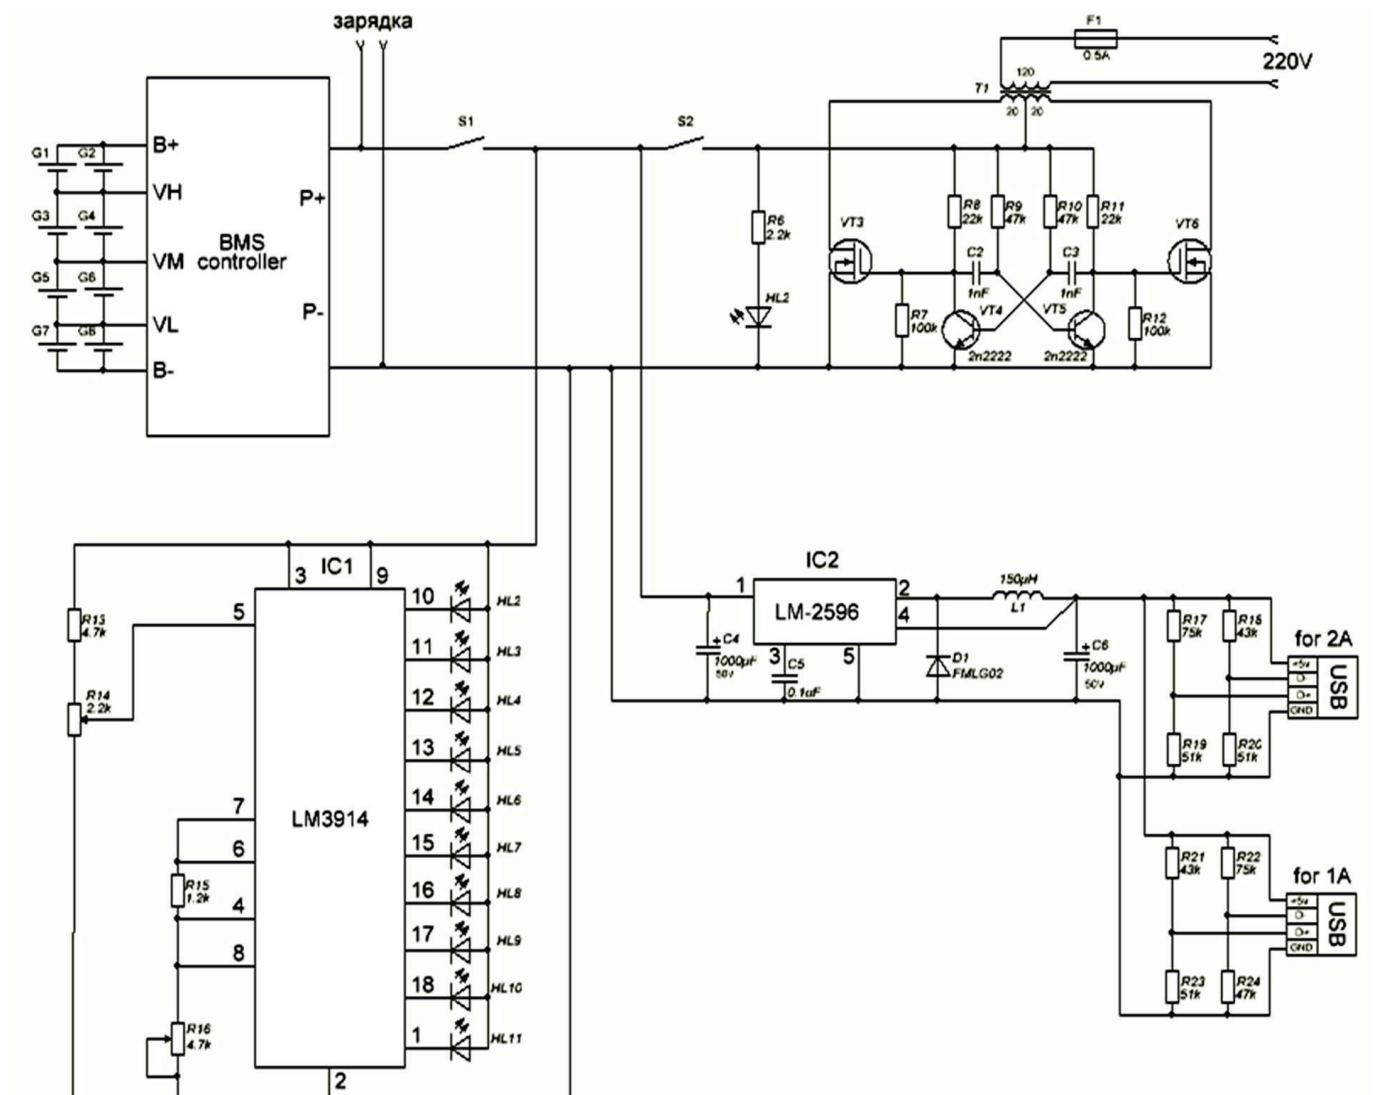 зарядка
F1
0.5A
220V
120
T1
20 20
S1
S2
G1 G2
B+
VH
G3 G4
P+
BMS
controller
VM
G5 G6
P-
VL
G7 G8
B-
R6
2.2k
HL2
VT3
R8
22k
R9
47k
R10
47k
R11
22k
VT6
C2
1nF
C3
1nF
R7
100k
VT4
VT5
R12
100k
2n2222
2n2222
IC1
3
9
5
10
HL2
R13
4.7k
11
HL3
R14
2.2k
12
HL4
13
HL5
7
14
HL6
LM3914
6
15
HL7
R15
1.2k
16
HL8
4
17
HL9
8
18
HL10
R16
4.7k
1
HL11
2
IC2
1
LM-2596
2
4
3
5
150µH
L1
C4
1000µF
50V
C5
0.1uF
D1
FMLG02
C6
1000µF
50V
R17
75k
R18
43k
for 2A
+5v
D-
D+
GND
USB
R19
51k
R20
51k
R21
43k
R22
75k
for 1A
+5v
D-
D+
GND
USB
R23
51k
R24
47k